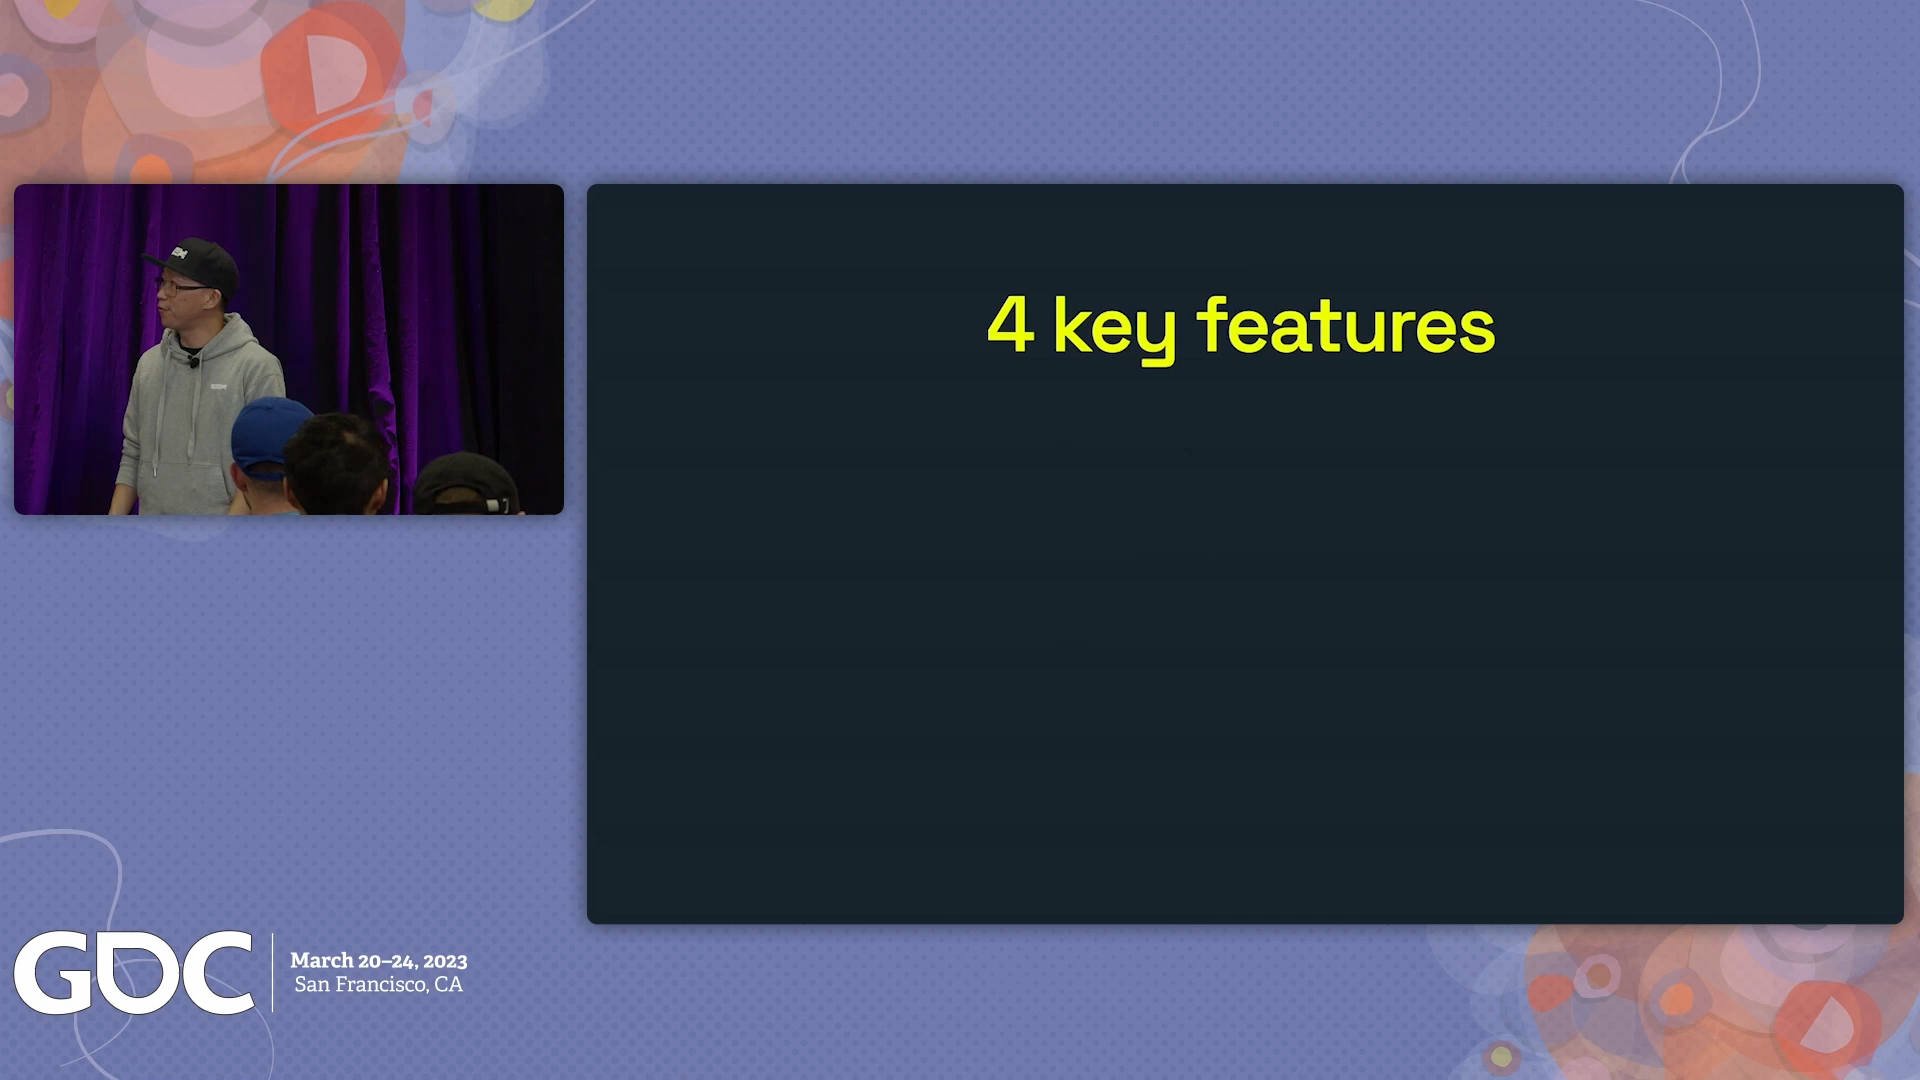 4 key features
GDC
March 20–24, 2023
San Francisco, CA